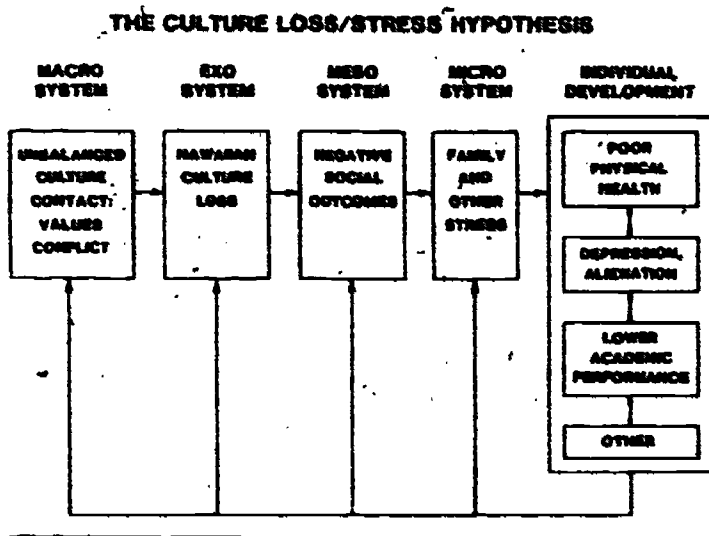 THE CULTURE LOSS/STRESS HYPOTHESIS
MACRO
SYSTEM
EXO
SYSTEM
MESO
SYSTEM
MICRO
SYSTEM
INDIVIDUAL
DEVELOPMENT
UNBALANCED
CULTURE
CONTACT:
VALUES
CONFLICT
HAWAIIAN
CULTURE
LOSS
NEGATIVE
SOCIAL
OUTCOMES
FAMILY
AND
OTHER
STRESS
POOR
PHYSICAL
HEALTH
DEPRESSION,
ALIENATION
LOWER
ACADEMIC
PERFORMANCE
OTHER